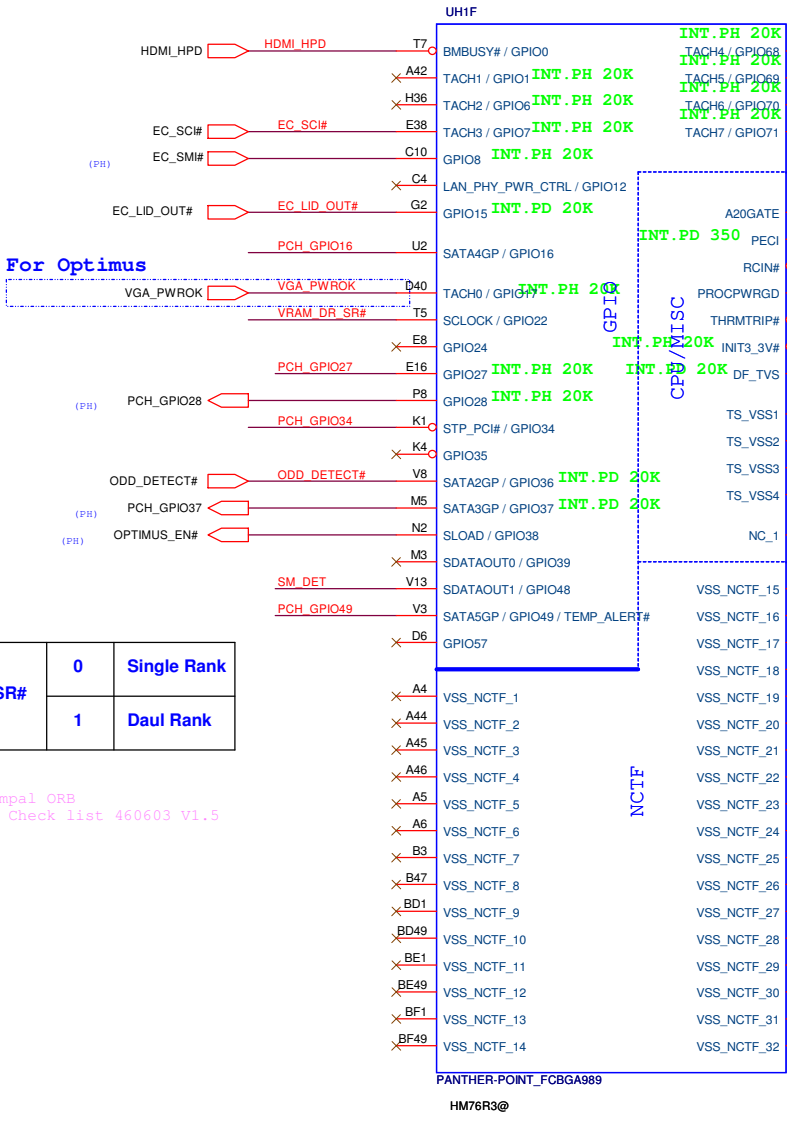 UH1F
HDMI_HPD HDMI_HPD T7 BMBUSY# / GPIO0 INT.PH 20K TACH4 / GPIO68
A42 TACH1 / GPIO1 INT.PH 20K INT.PH 20K TACH5 / GPIO69
H36 TACH2 / GPIO6 INT.PH 20K INT.PH 20K TACH6 / GPIO70
EC_SCI# EC_SCI# E38 TACH3 / GPIO7 INT.PH 20K INT.PH 20K TACH7 / GPIO71
(PH) EC_SMI# C10 GPIO8 INT.PH 20K
C4 LAN_PHY_PWR_CTRL / GPIO12
EC_LID_OUT# EC_LID_OUT# G2 GPIO15 INT.PD 20K A20GATE
INT.PD 350 PECI
PCH_GPIO16 U2 SATA4GP / GPIO16
RCIN#
For Optimus
VGA_PWROK VGA_PWROK D40 TACH0 / GPIO17 INT.PH 20K PROCPWRGD
VRAM_DR_SR# T5 SCLOCK / GPIO22 THRMTRIP#
E8 GPIO24 INT.PH 20K INIT3_3V#
PCH_GPIO27 E16 GPIO27 INT.PH 20K INT.PD 20K DF_TVS
(PH) PCH_GPIO28 P8 GPIO28 INT.PH 20K
TS_VSS1
PCH_GPIO34 K1 STP_PCI# / GPIO34
K4 GPIO35 TS_VSS2
ODD_DETECT# ODD_DETECT# V8 SATA2GP / GPIO36 INT.PD 20K TS_VSS3
(PH) PCH_GPIO37 M5 SATA3GP / GPIO37 INT.PD 20K TS_VSS4
(PH) OPTIMUS_EN# N2 SLOAD / GPIO38 NC_1
M3 SDATAOUT0 / GPIO39
SM_DET V13 SDATAOUT1 / GPIO48 VSS_NCTF_15
PCH_GPIO49 V3 SATA5GP / GPIO49 / TEMP_ALERT# VSS_NCTF_16
D6 GPIO57 VSS_NCTF_17
GPIO
CPU/MISC
NCTF
VSS_NCTF_18
A4 VSS_NCTF_1 VSS_NCTF_19
A44 VSS_NCTF_2 VSS_NCTF_20
A45 VSS_NCTF_3 VSS_NCTF_21
A46 VSS_NCTF_4 VSS_NCTF_22
A5 VSS_NCTF_5 VSS_NCTF_23
A6 VSS_NCTF_6 VSS_NCTF_24
B3 VSS_NCTF_7 VSS_NCTF_25
B47 VSS_NCTF_8 VSS_NCTF_26
BD1 VSS_NCTF_9 VSS_NCTF_27
BD49 VSS_NCTF_10 VSS_NCTF_28
BE1 VSS_NCTF_11 VSS_NCTF_29
BE49 VSS_NCTF_12 VSS_NCTF_30
BF1 VSS_NCTF_13 VSS_NCTF_31
BF49 VSS_NCTF_14 VSS_NCTF_32
PANTHER-POINT_FCBGA989
HM76R3@
0 Single Rank
SR#
1 Daul Rank
mpal ORB
Check list 460603 V1.5